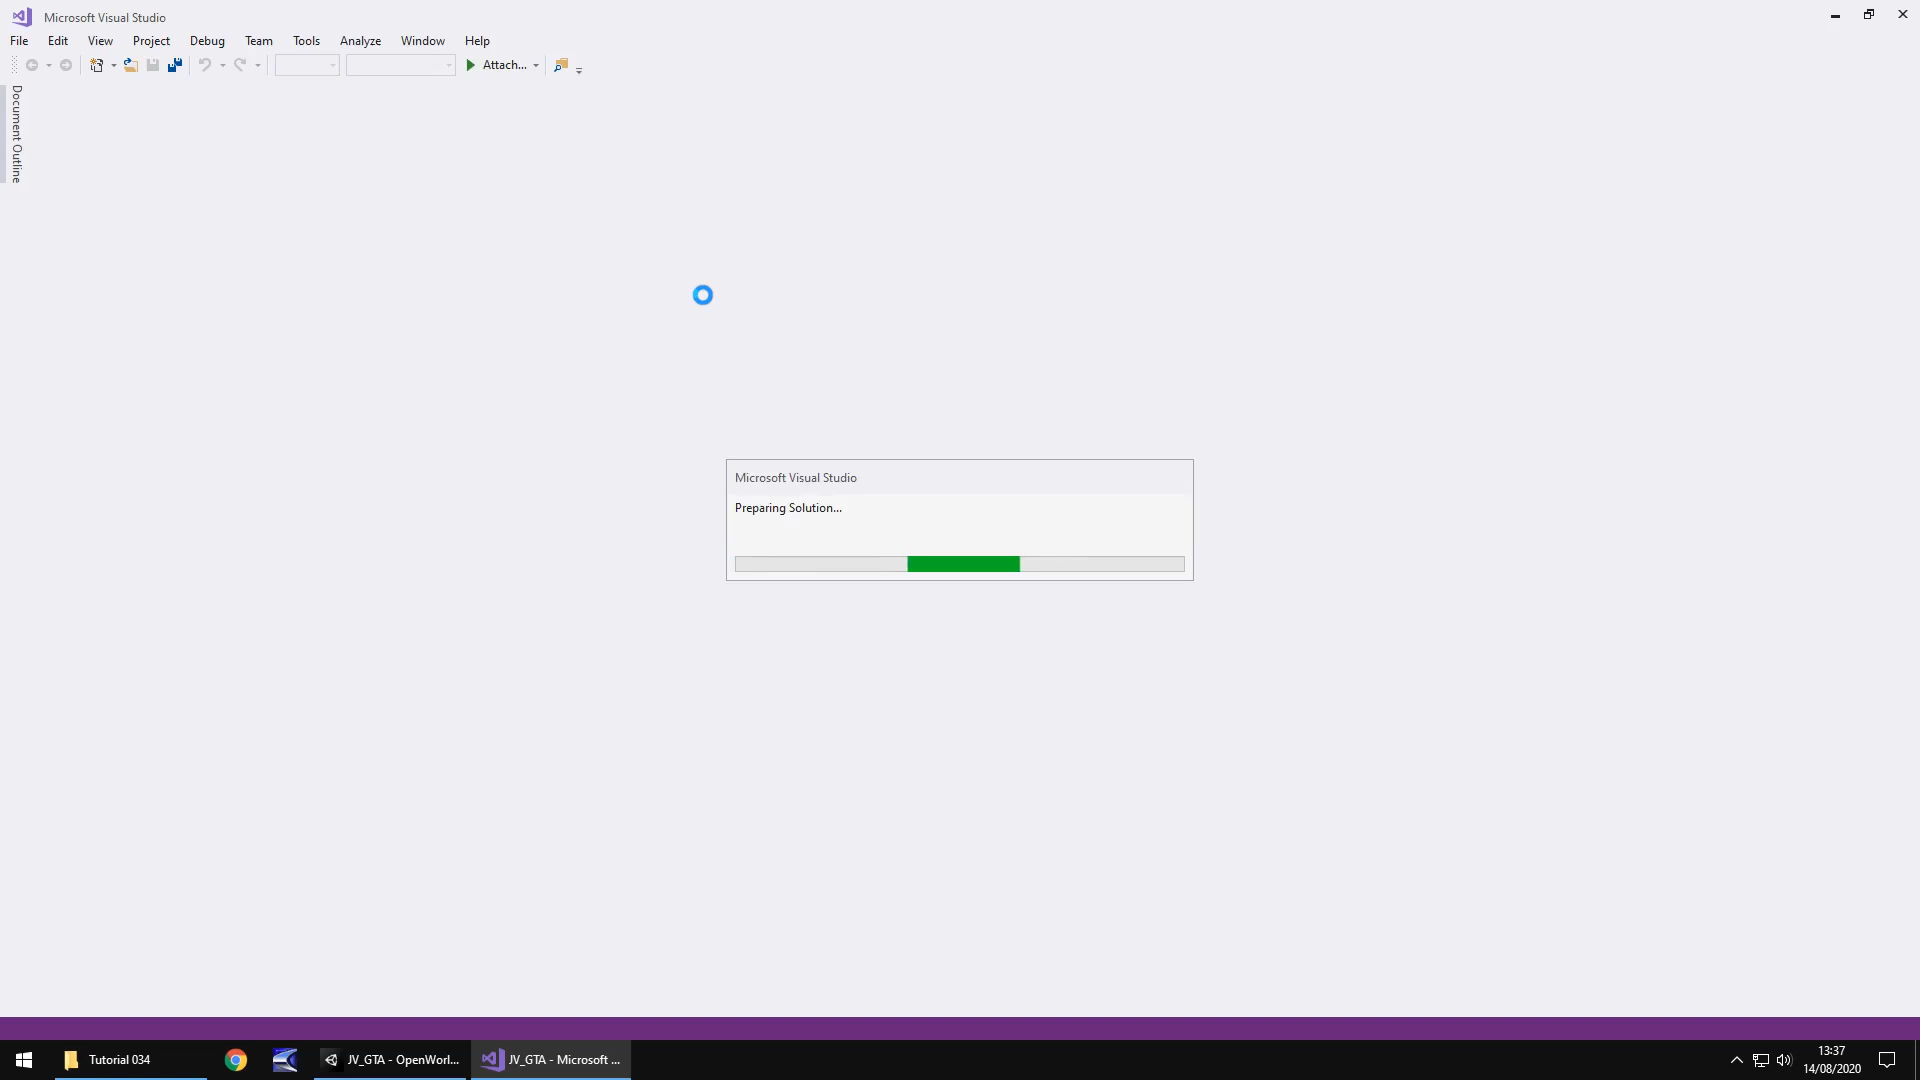 Microsoft Visual Studio
File Edit View Project Debug Team Tools Analyze Window Help
Attach...
Document Outline
Microsoft Visual Studio
Preparing Solution...
Tutorial 034
JV_GTA - OpenWorl...
JV_GTA - Microsoft ...
13:37
14/08/2020